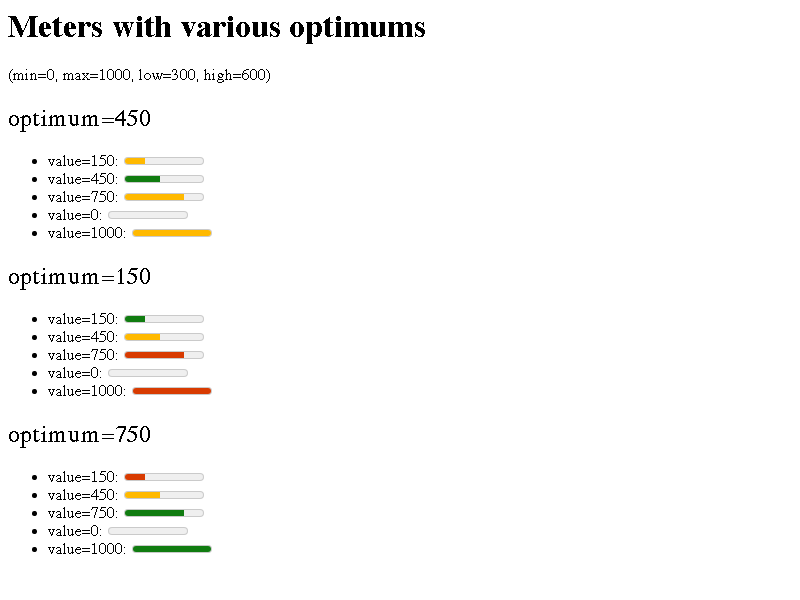 Meters with various optimums
(min=0, max=1000, low=300, high=600)
optimum=450
value=150:
value=450:
value=750:
value=0:
value=1000:
optimum=150
value=150:
value=450:
value=750:
value=0:
value=1000:
optimum=750
value=150:
value=450:
value=750:
value=0:
value=1000: